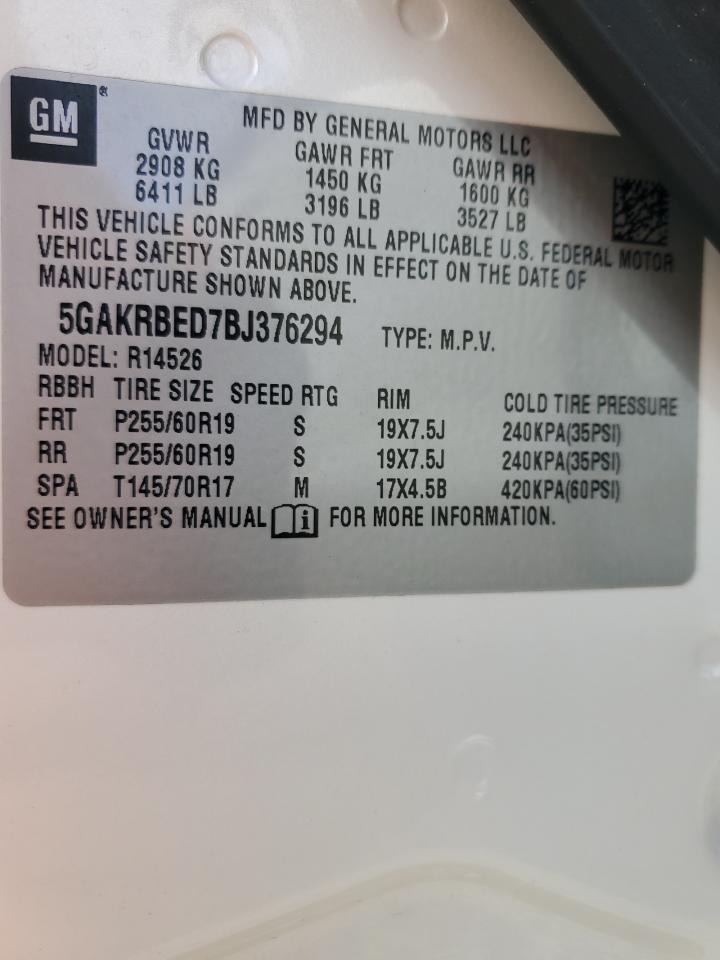 GM®
MFD BY GENERAL MOTORS LLC
GVWR GAWR FRT GAWR RR
2908 KG 1450 KG 1600 KG
6411 LB 3196 LB 3527 LB
THIS VEHICLE CONFORMS TO ALL APPLICABLE U.S. FEDERAL MOTOR
VEHICLE SAFETY STANDARDS IN EFFECT ON THE DATE OF
MANUFACTURE SHOWN ABOVE.
5GAKRBED7BJ376294 TYPE: M.P.V.
MODEL: R14526
RBBH TIRE SIZE SPEED RTG RIM COLD TIRE PRESSURE
FRT P255/60R19 S 19X7.5J 240KPA(35PSI)
RR P255/60R19 S 19X7.5J 240KPA(35PSI)
SPA T145/70R17 M 17X4.5B 420KPA(60PSI)
SEE OWNER'S MANUAL i FOR MORE INFORMATION.